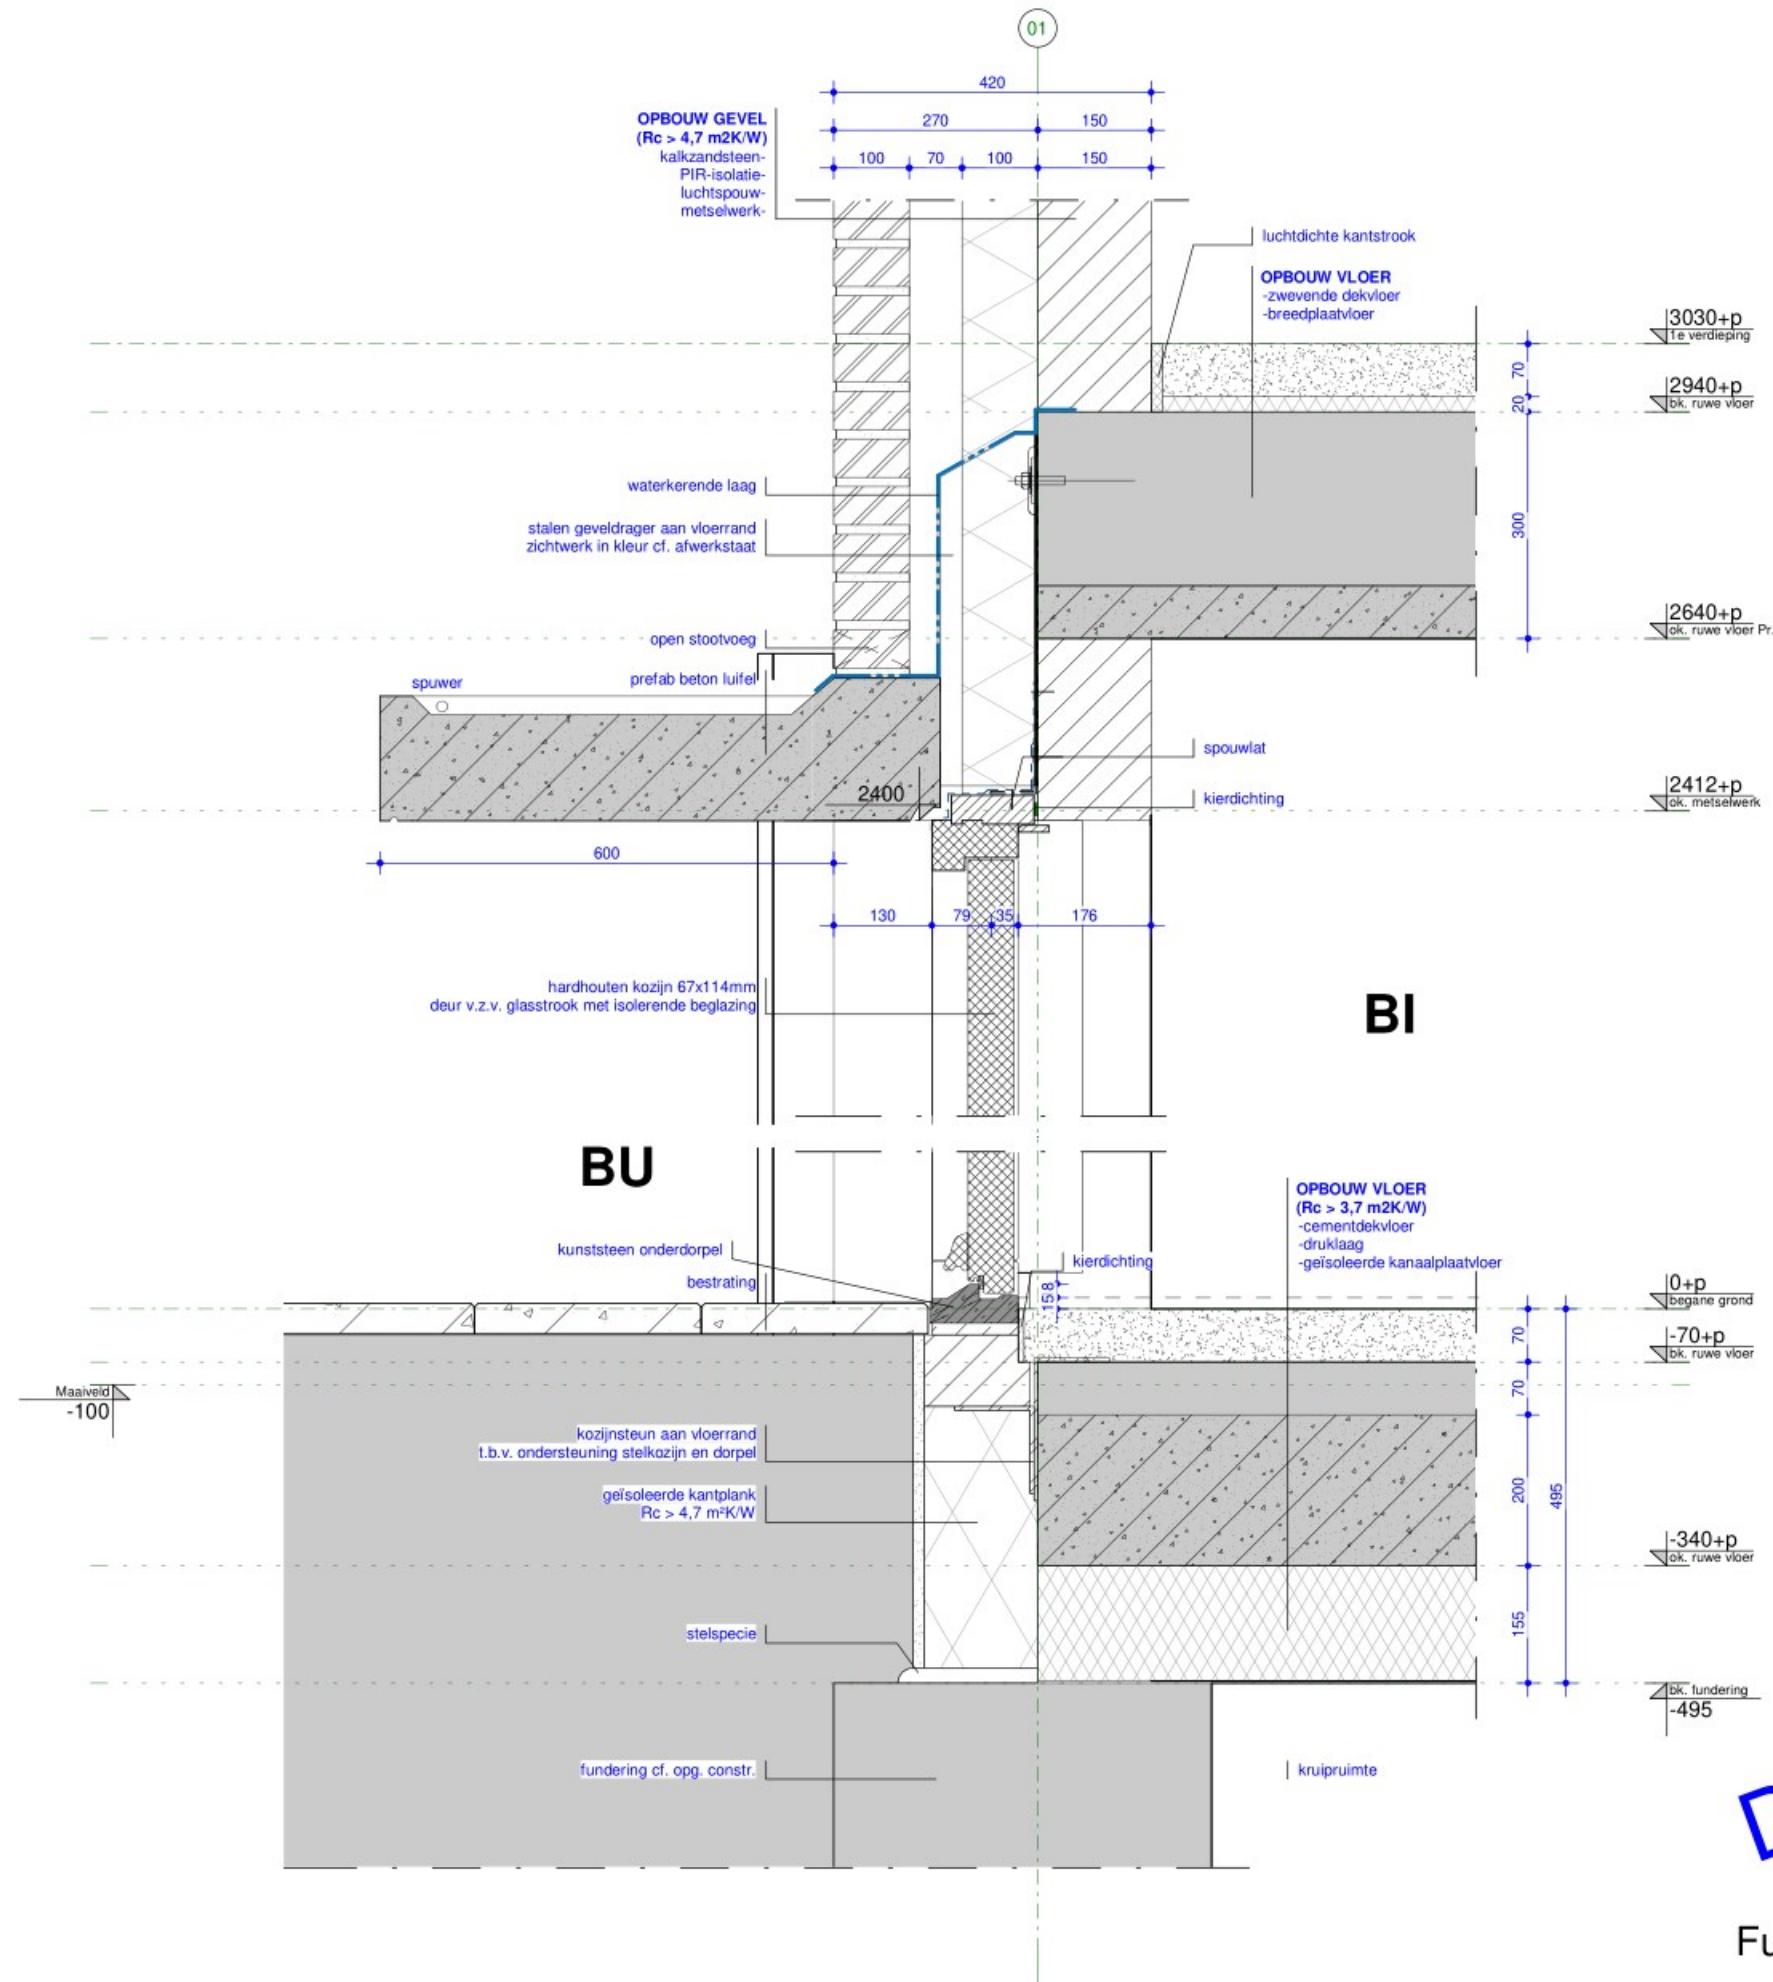 01
420
270
150
100
70
100
150
OPBOUW GEVEL
(Rc > 4,7 m2K/W)
kalkzandsteen-
PIR-isolatie-
luchtspouw-
metselwerk-
luchtdichte kantstrook
OPBOUW VLOER
-zwevende dekvloer
-breedplaatvloer
3030+p
1e verdieping
70
2940+p
bk. ruwe vloer
20
300
waterkerende laag
stalen geveldrager aan vloerrand
zichtwerk in kleur cf. afwerkstaat
open stootvoeg
2640+p
ok. ruwe vloer Pr.
prefab beton luifel
spuwer
spouwlat
2400
kierdichting
2412+p
ok. metselwerk
600
130
79
35
176
hardhouten kozijn 67x114mm
deur v.z.v. glasstrook met isolerende beglazing
BI
BU
OPBOUW VLOER
(Rc > 3,7 m2K/W)
-cementdekvloer
-druklaag
-geïsoleerde kanaalplaatvloer
kunststeen onderdorpel
kierdichting
bestrating
15
8
0+p
begane grond
70
-70+p
bk. ruwe vloer
70
Maaiveld
-100
kozijnsteun aan vloerrand
t.b.v. ondersteuning stelkozijn en dorpel
geïsoleerde kantplank
Rc > 4,7 m²K/W
200
495
-340+p
ok. ruwe vloer
155
stelspecie
bk. fundering
-495
fundering cf. opg. constr.
kruipruimte
Fu